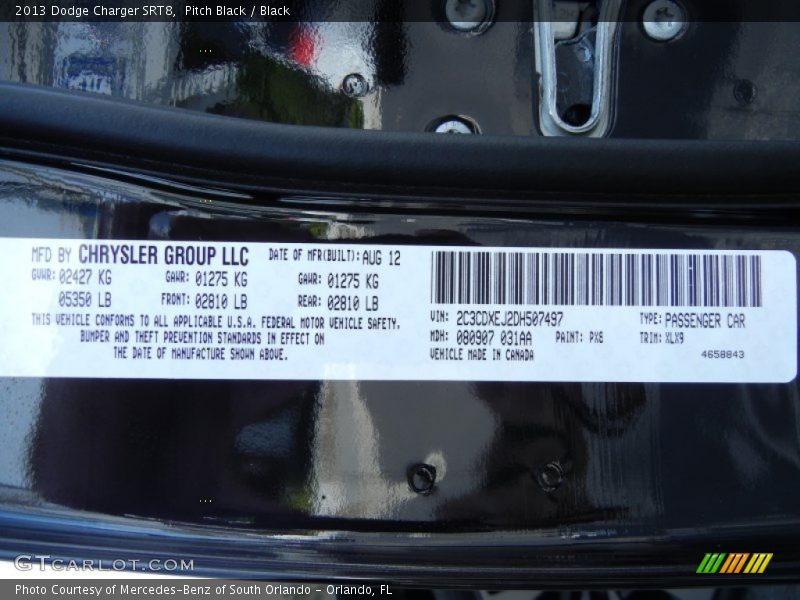 2013 Dodge Charger SRT8, Pitch Black / Black
MFD BY CHRYSLER GROUP LLC DATE OF MFR(BUILT): AUG 12
GVWR: 02427 KG GAWR: 01275 KG GAWR: 01275 KG
05350 LB FRONT: 02810 LB REAR: 02810 LB
THIS VEHICLE CONFORMS TO ALL APPLICABLE U.S.A. FEDERAL MOTOR VEHICLE SAFETY.
BUMPER AND THEFT PREVENTION STANDARDS IN EFFECT ON
THE DATE OF MANUFACTURE SHOWN ABOVE.
VIN: 2C3CDXEJ2DH507497 TYPE: PASSENGER CAR
MDH: 080907 031AA PAINT: PX8 TRIM: XLX9
VEHICLE MADE IN CANADA 4658843
GTCARLOT.COM
Photo Courtesy of Mercedes-Benz of South Orlando - Orlando, FL